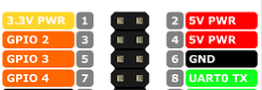 3.3V PWR 1 2 5V PWR
GPIO 2 3 4 5V PWR
GPIO 3 5 6 GND
GPIO 4 7 8 UART0 TX